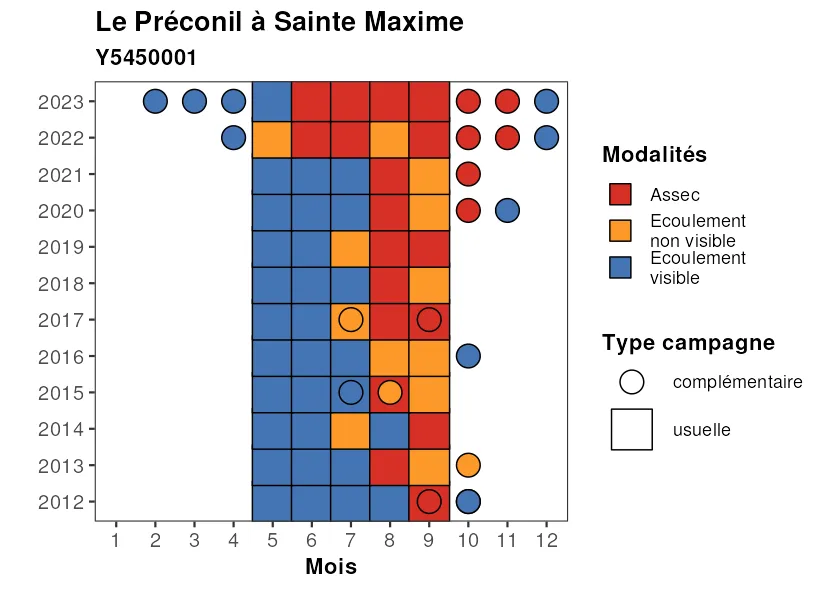 Le Préconil à Sainte Maxime
Y5450001
2023
2022
2021
2020
2019
2018
2017
2016
2015
2014
2013
2012
1 2 3 4 5 6 7 8 9 10 11 12
Mois
Modalités
Assec
Ecoulement
non visible
Ecoulement
visible
Type campagne
complémentaire
usuelle